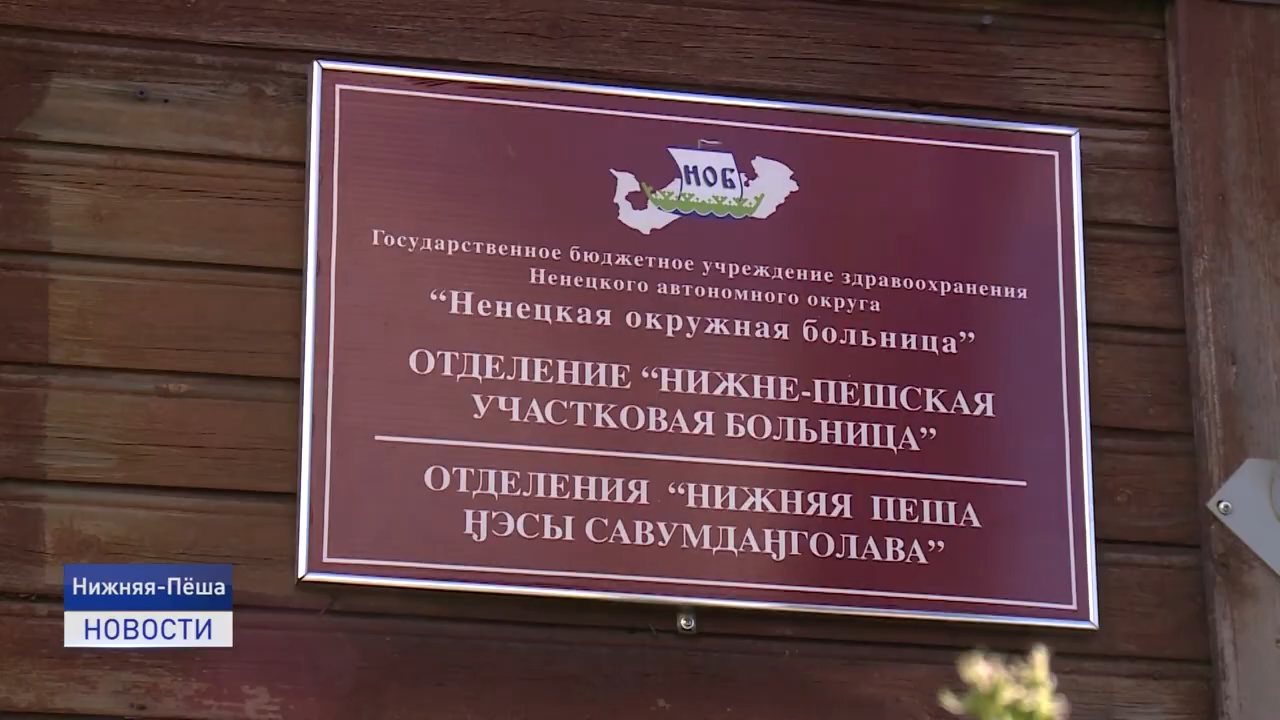 НОБ
Государственное бюджетное учреждение здравоохранения
Ненецкого автономного округа
“Ненецкая окружная больница”
ОТДЕЛЕНИЕ “НИЖНЕ-ПЕШСКАЯ
УЧАСТКОВАЯ БОЛЬНИЦА”
ОТДЕЛЕНИЯ “НИЖНЯЯ ПЕША
ӇЭСЫ САВУМДАӇГОЛАВА”
Нижняя-Пёша
НОВОСТИ